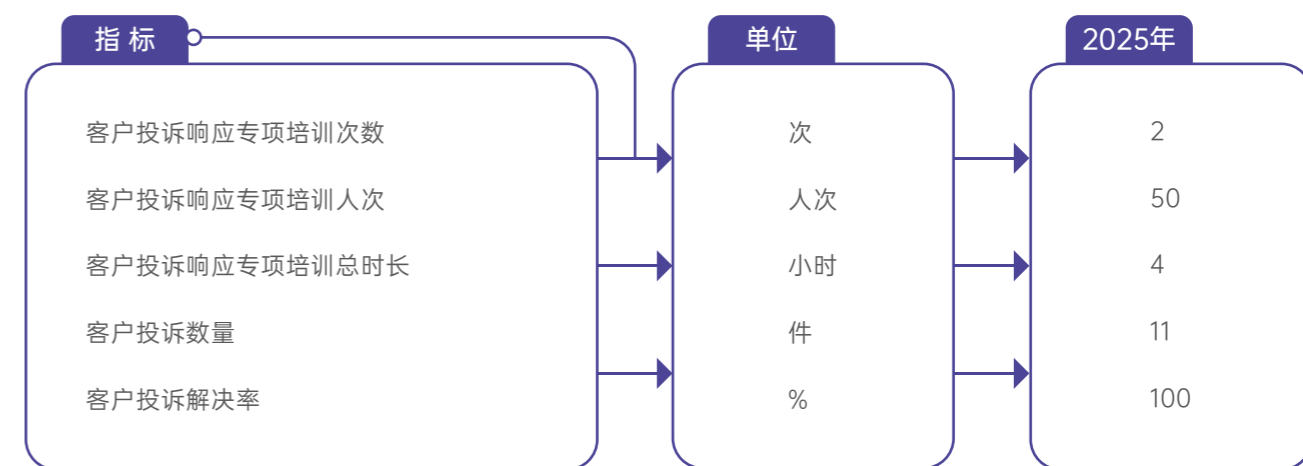 指标 单位 2025年
客户投诉响应专项培训次数 次 2
客户投诉响应专项培训人次 人次 50
客户投诉响应专项培训总时长 小时 4
客户投诉数量 件 11
客户投诉解决率 % 100